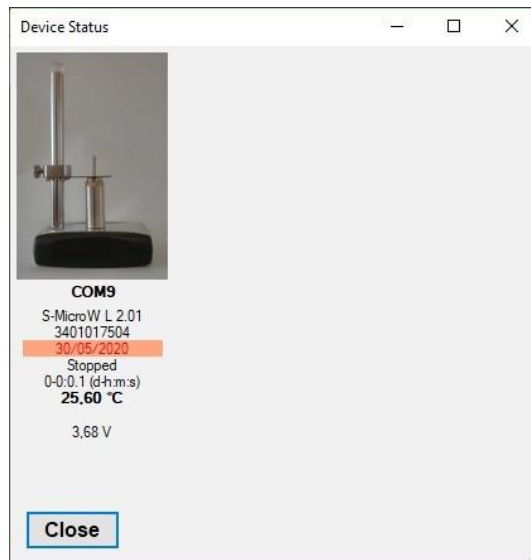 Device Status
COM9
S-MicroW L 2.01
3401017504
30/05/2020
Stopped
0-0:0.1 (d-h:m:s)
25,60 °C
3,68 V
Close